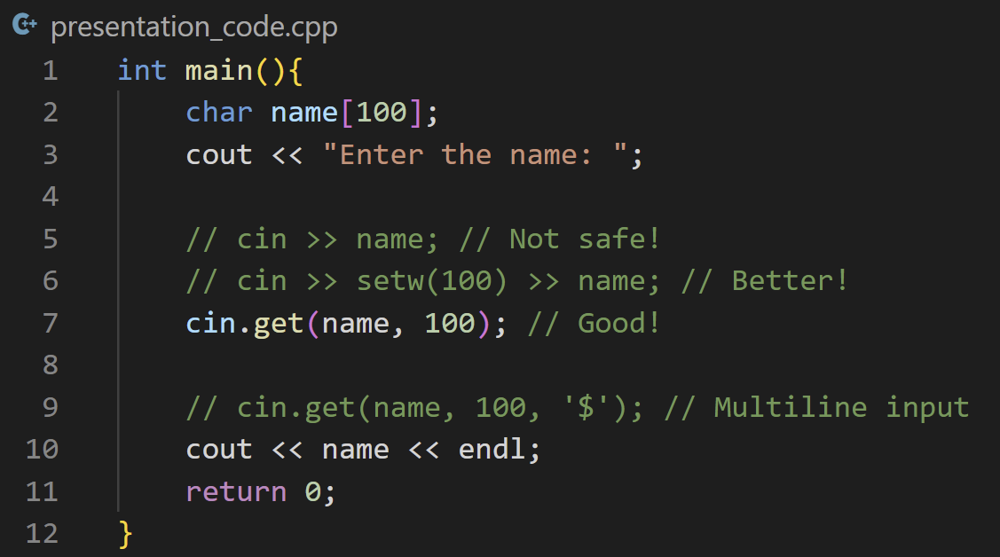 presentation_code.cpp
1 int main(){
2     char name[100];
3     cout << "Enter the name: ";
4
5     // cin >> name; // Not safe!
6     // cin >> setw(100) >> name; // Better!
7     cin.get(name, 100); // Good!
8
9     // cin.get(name, 100, '$'); // Multiline input
10     cout << name << endl;
11     return 0;
12 }